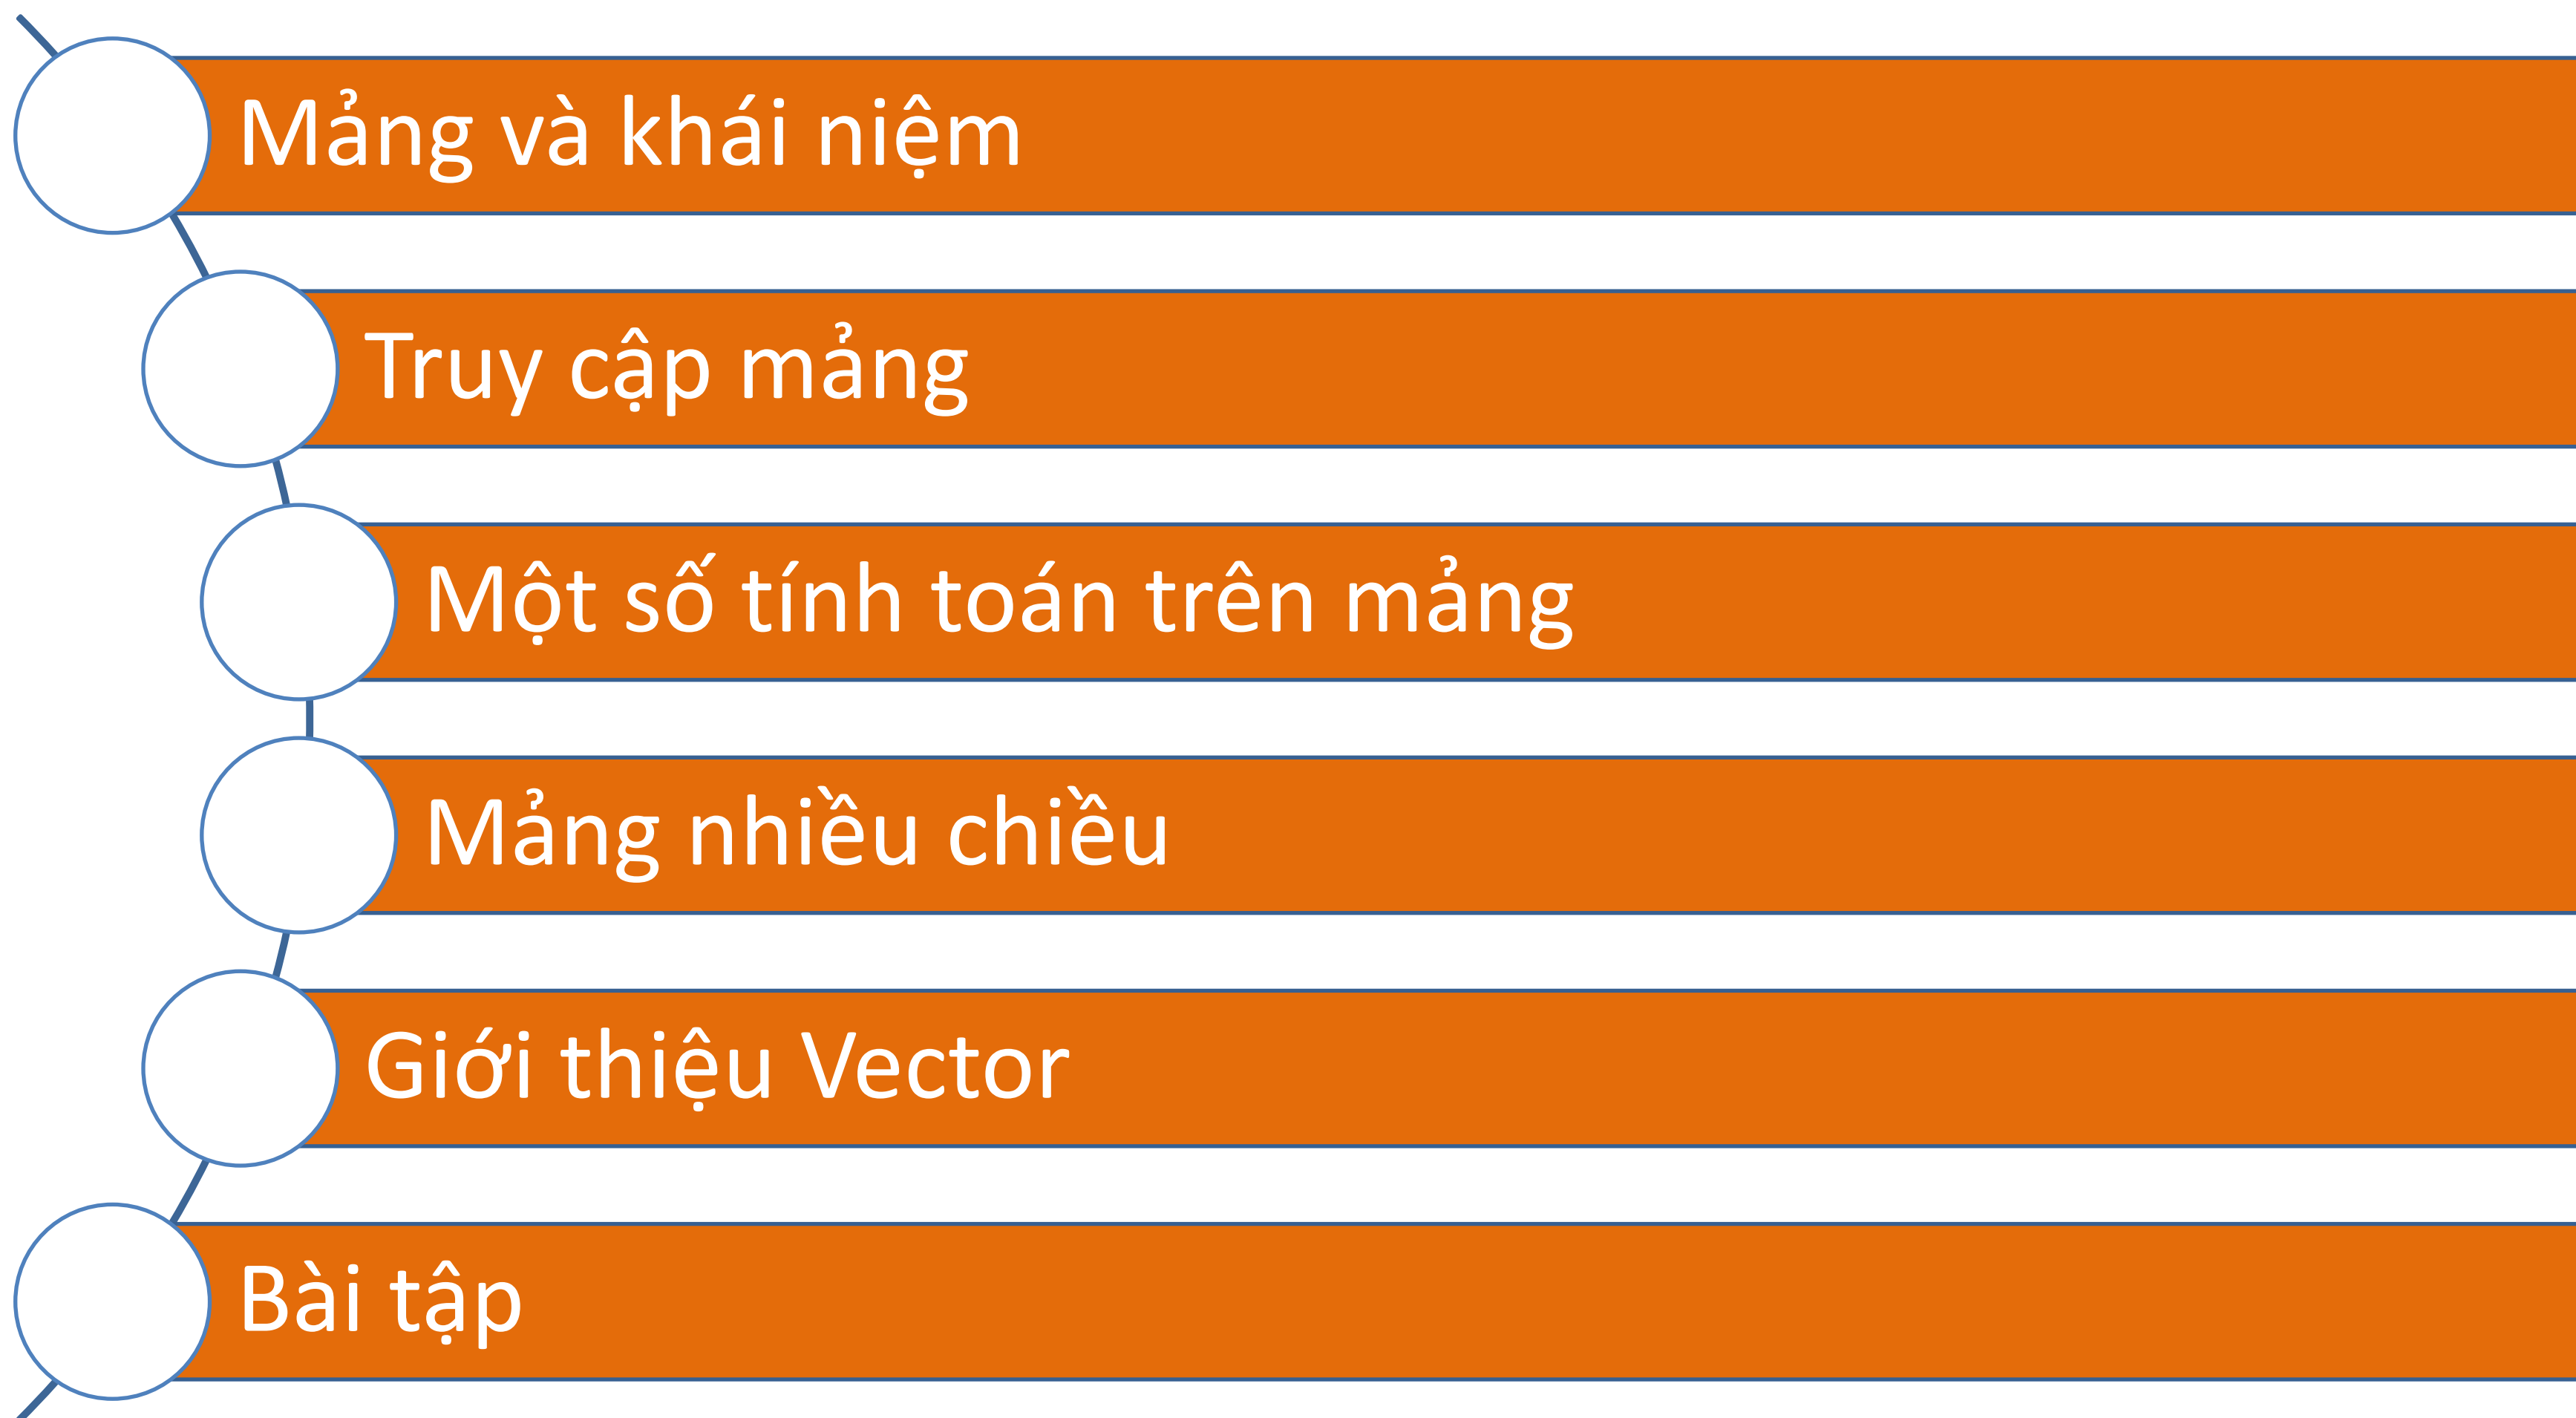 Mảng và khái niệm
Truy cập mảng
Một số tính toán trên mảng
Mảng nhiều chiều
Giới thiệu Vector
Bài tập